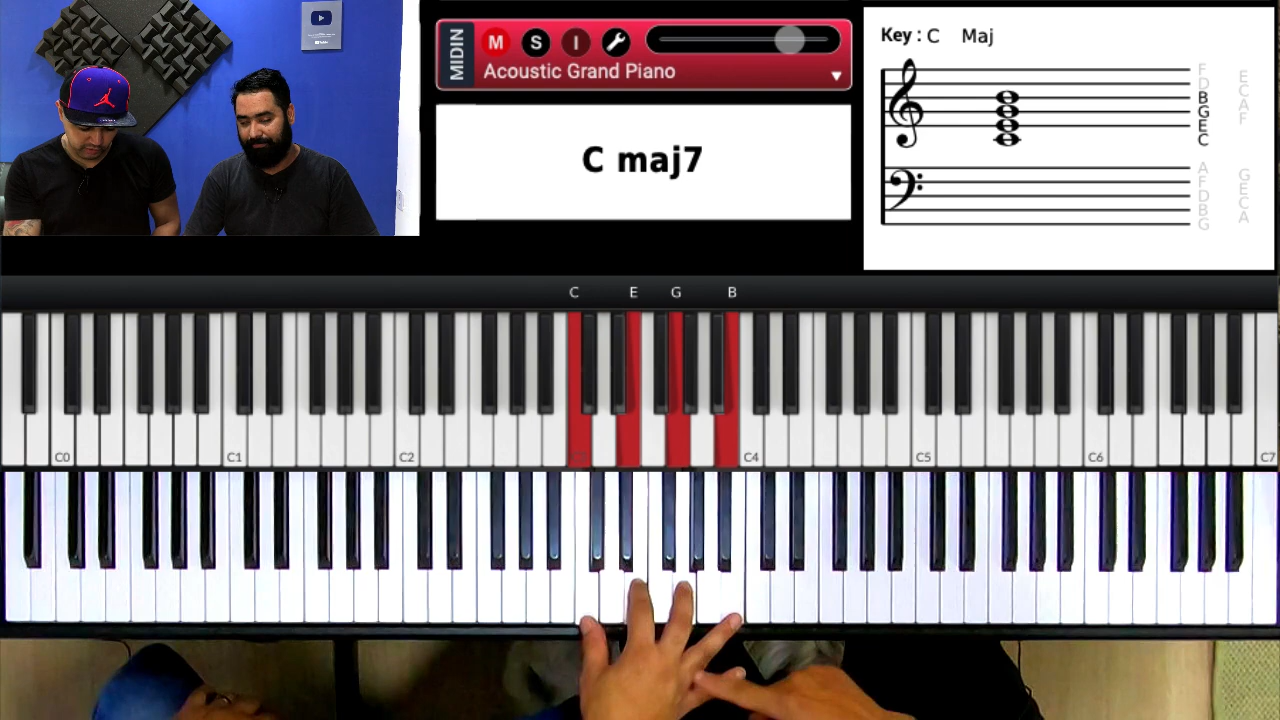 MIDIN
M S I
Acoustic Grand Piano
C maj7
Key : C Maj
F
D
B
G
E
C
E
C
A
F
A
F
D
B
G
G
E
C
A
C E G B
C0 C1 C2 C4 C5 C6 C7